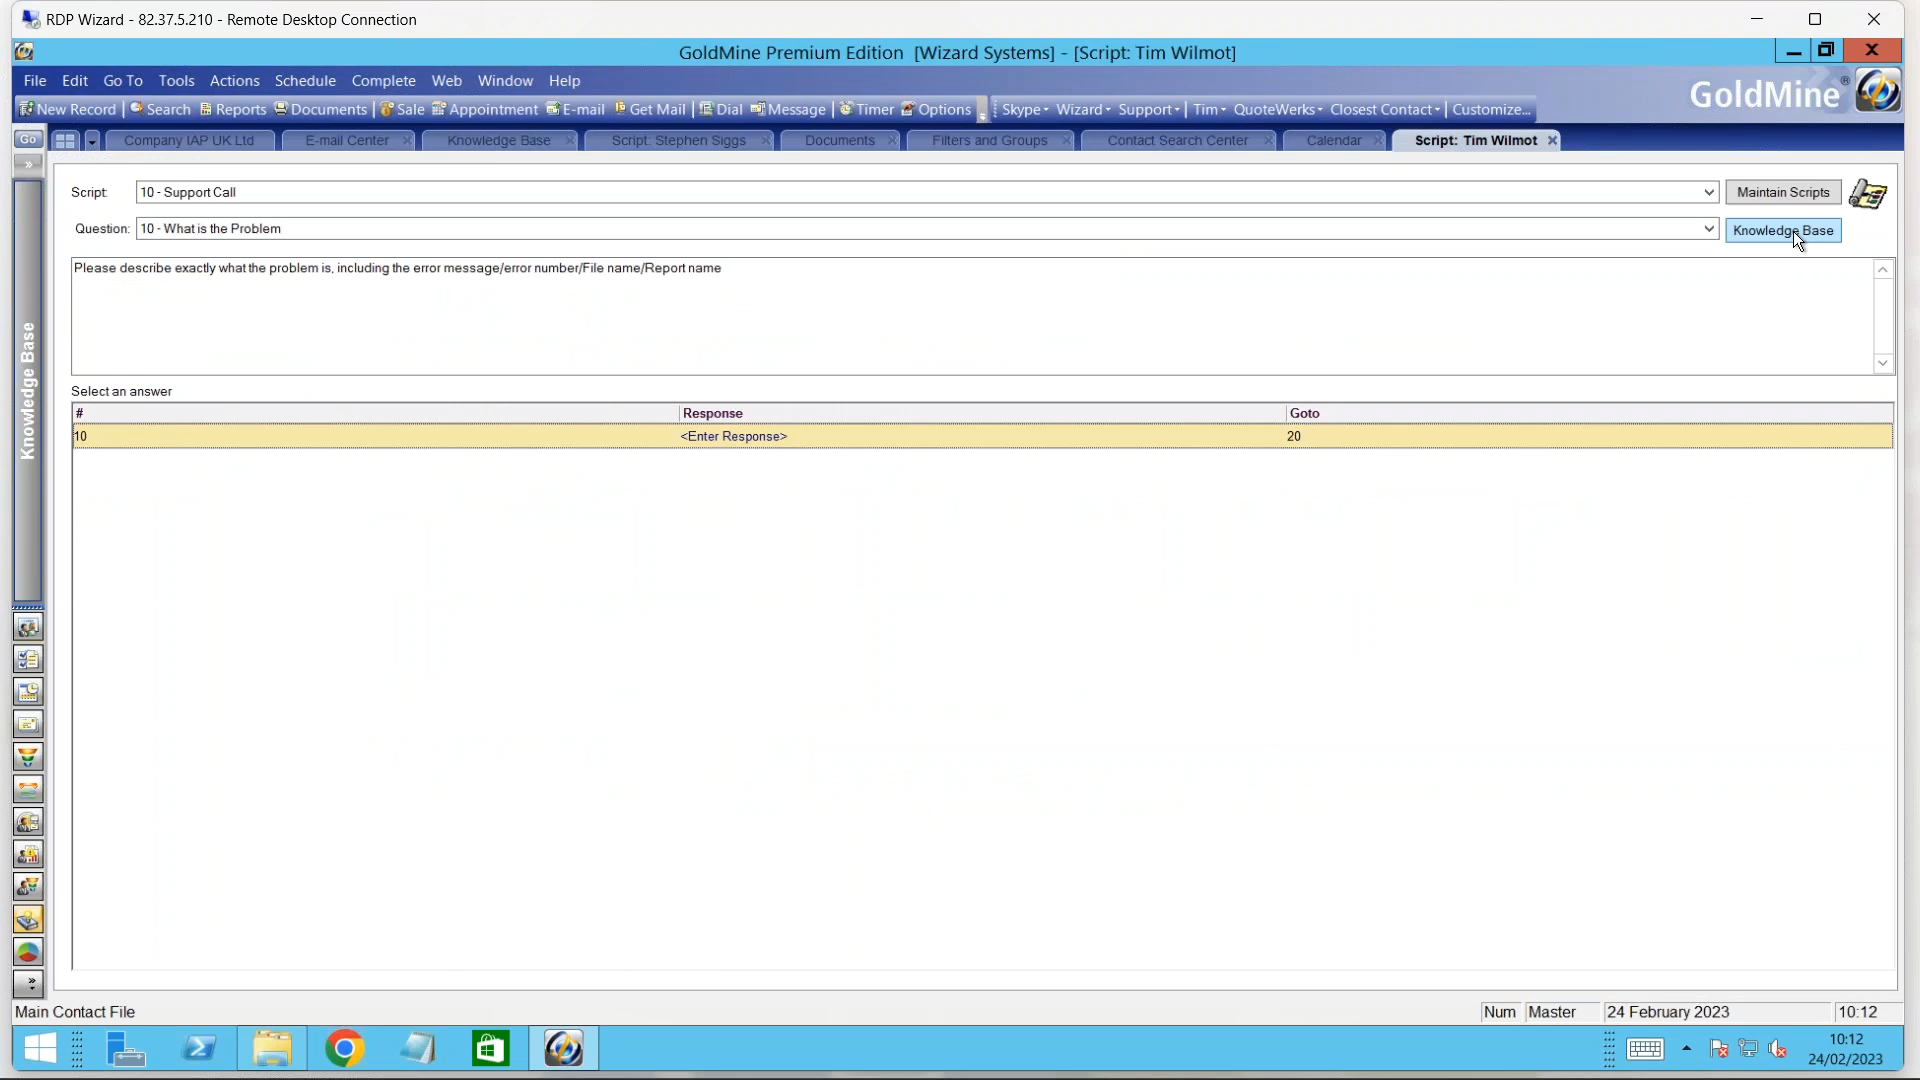 RDP Wizard - 82.37.5.210 - Remote Desktop Connection
GoldMine Premium Edition [Wizard Systems] - [Script: Tim Wilmot]
File Edit Go To Tools Actions Schedule Complete Web Window Help
GoldMine®
New Record Search Reports Documents Sale Appointment E-mail Get Mail Dial Message Timer Options Skype Wizard Support Tim QuoteWerks Closest Contact Customize...
Go Company IAP UK Ltd E-mail Center Knowledge Base Script: Stephen Siggs Documents Filters and Groups Contact Search Center Calendar Script: Tim Wilmot
Script: 10 - Support Call Maintain Scripts
Question: 10 - What is the Problem Knowledge Base
Please describe exactly what the problem is, including the error message/error number/File name/Report name
Knowledge Base
Select an answer
# Response Goto
10 <Enter Response> 20
Main Contact File Num Master 24 February 2023 10:12
10:12
24/02/2023